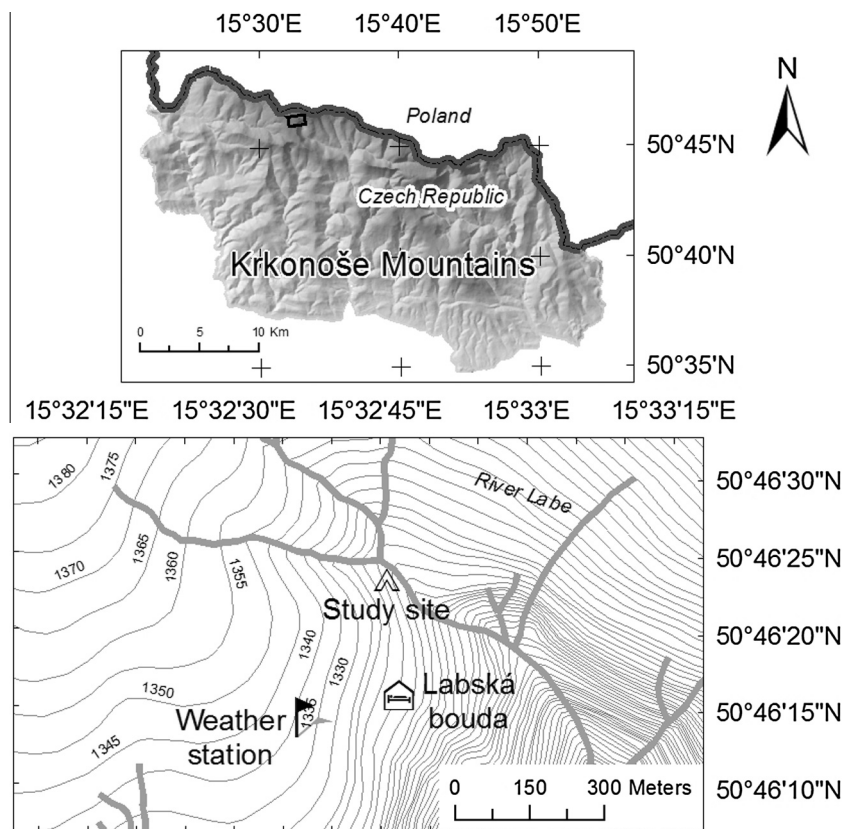 15°30'E 15°40'E 15°50'E
N
Poland
50°45'N
Czech Republic
50°40'N
Krkonoše Mountains
0 5 10 Km
50°35'N
15°32'15"E 15°32'30"E 15°32'45"E 15°33'E 15°33'15"E
1380
1375
River Labe
50°46'30"N
1365
1360
1370
1355
50°46'25"N
Study site
50°46'20"N
1340
1330
1350
1335
Labská
bouda
50°46'15"N
Weather
station
1345
0 150 300 Meters
50°46'10"N